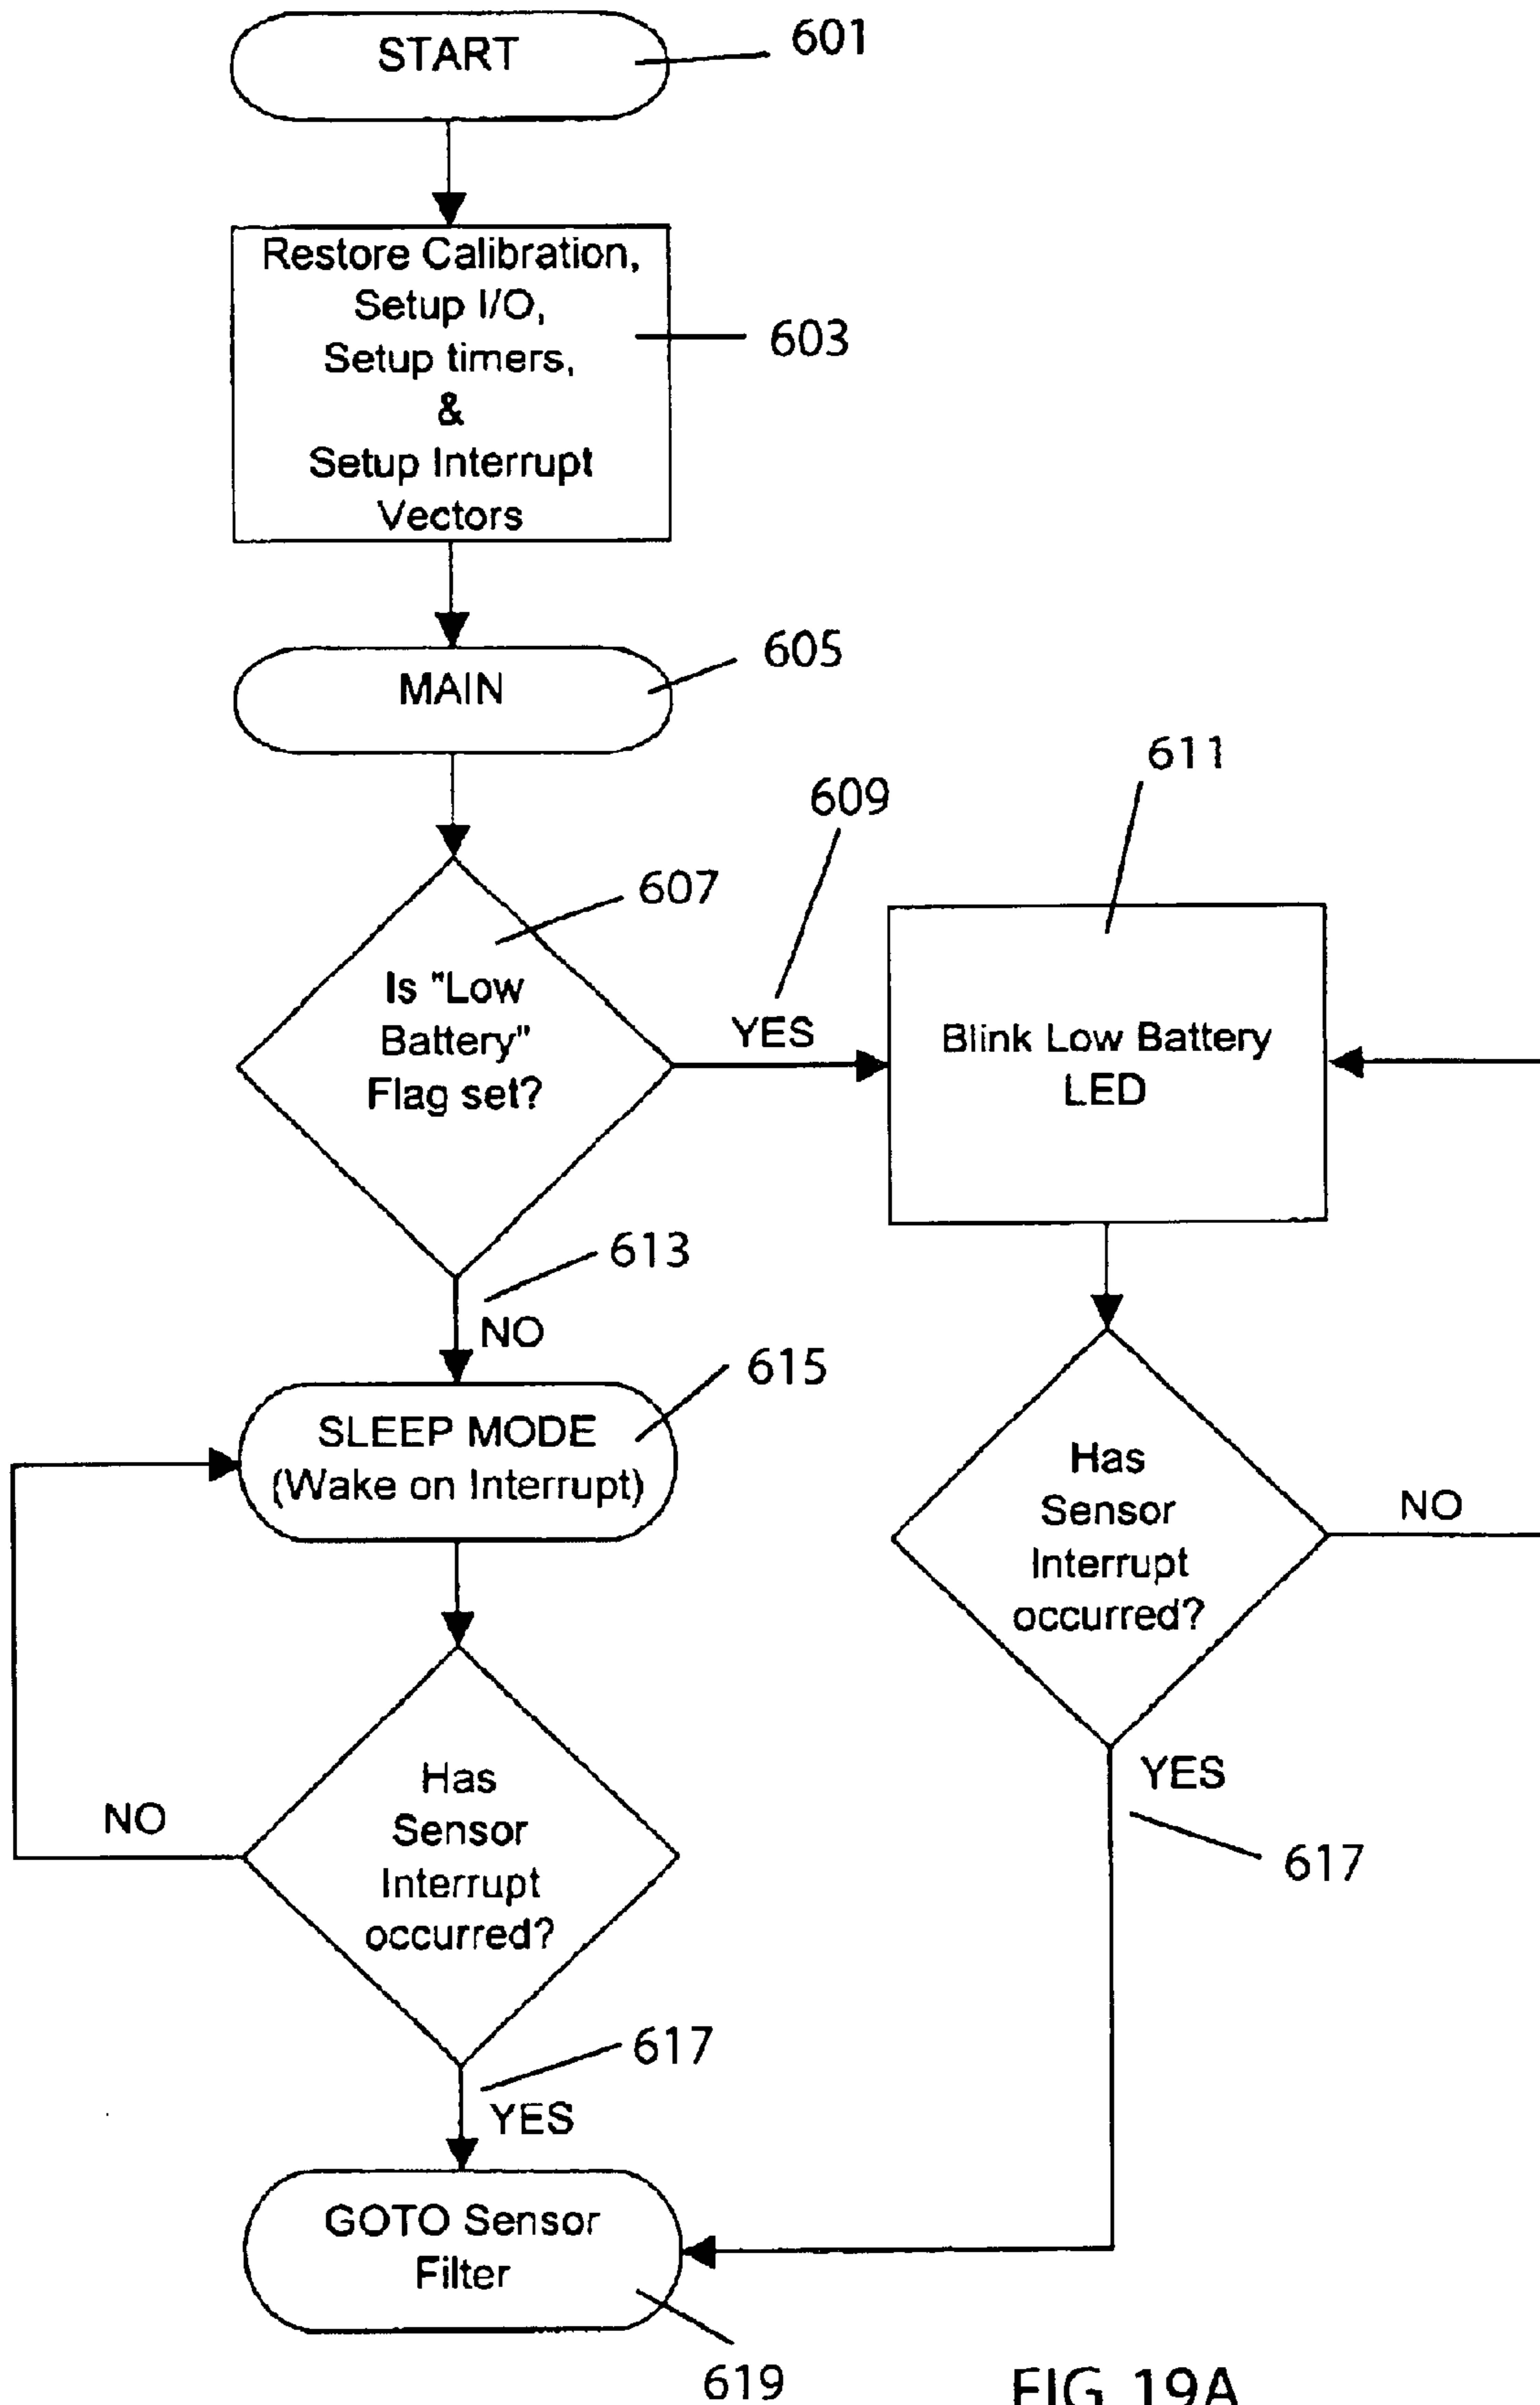 START
601
Restore Calibration,
Setup I/O,
Setup timers,
&
Setup Interrupt
Vectors
603
MAIN
605
607
Is "Low
Battery"
Flag set?
609
YES
611
Blink Low Battery
LED
613
NO
615
SLEEP MODE
(Wake on Interrupt)
Has
Sensor
Interrupt
occurred?
NO
YES
617
Has
Sensor
Interrupt
occurred?
NO
617
YES
GOTO Sensor
Filter
619
FIG 19A